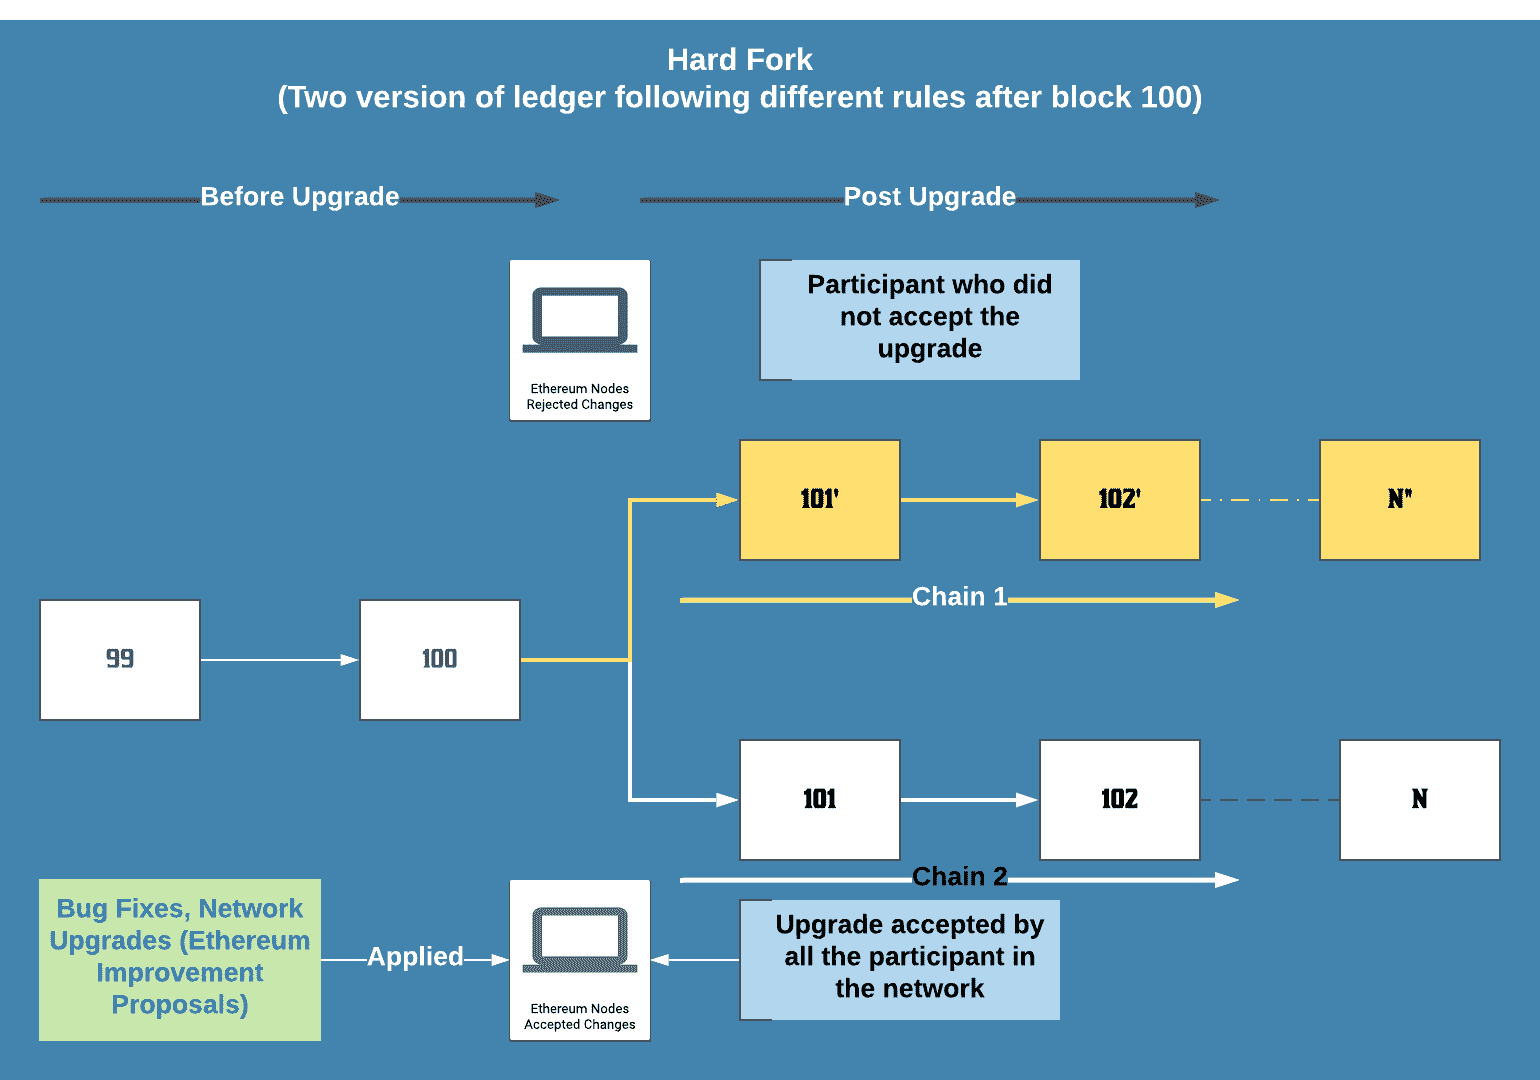 Hard Fork
(Two version of ledger following different rules after block 100)
Before Upgrade
Post Upgrade
Ethereum Nodes
Rejected Changes
Participant who did
not accept the
upgrade
101'
102'
N"
Chain 1
99
100
101
102
N
Chain 2
Bug Fixes, Network
Upgrades (Ethereum
Improvement
Proposals)
Applied
Ethereum Nodes
Accepted Changes
Upgrade accepted by
all the participant in
the network